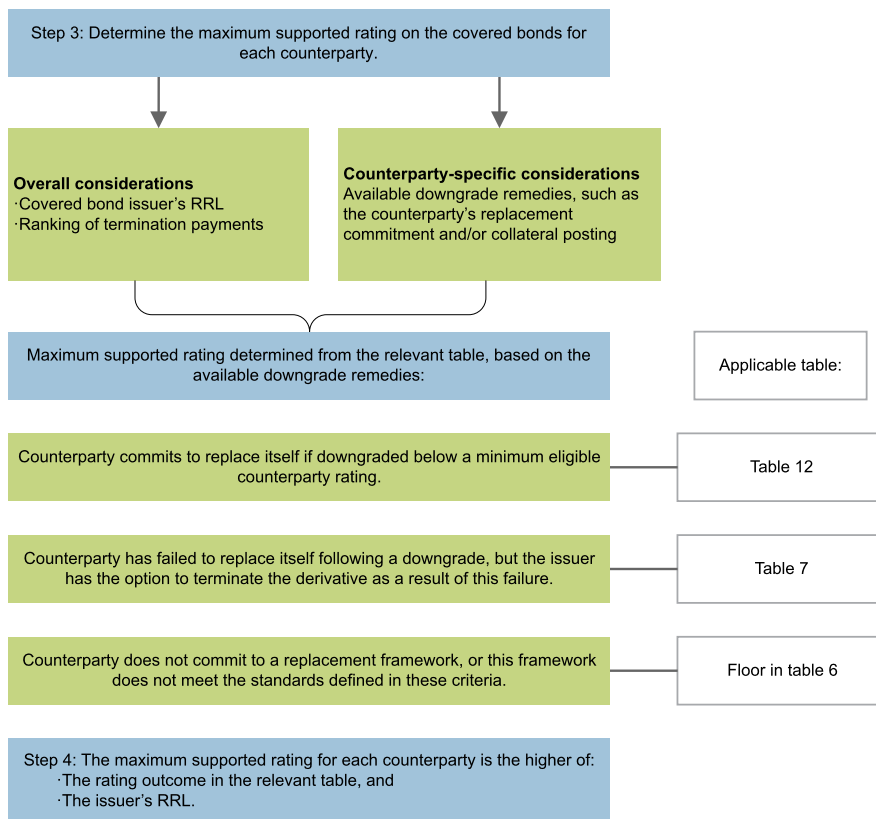 Step 3: Determine the maximum supported rating on the covered bonds for
each counterparty.
Overall considerations
·Covered bond issuer’s RRL
·Ranking of termination payments
Counterparty-specific considerations
Available downgrade remedies, such as
the counterparty’s replacement
commitment and/or collateral posting
Maximum supported rating determined from the relevant table, based on the
available downgrade remedies:
Applicable table:
Counterparty commits to replace itself if downgraded below a minimum eligible
counterparty rating.
Table 12
Counterparty has failed to replace itself following a downgrade, but the issuer
has the option to terminate the derivative as a result of this failure.
Table 7
Counterparty does not commit to a replacement framework, or this framework
does not meet the standards defined in these criteria.
Floor in table 6
Step 4: The maximum supported rating for each counterparty is the higher of:
·The rating outcome in the relevant table, and
·The issuer’s RRL.